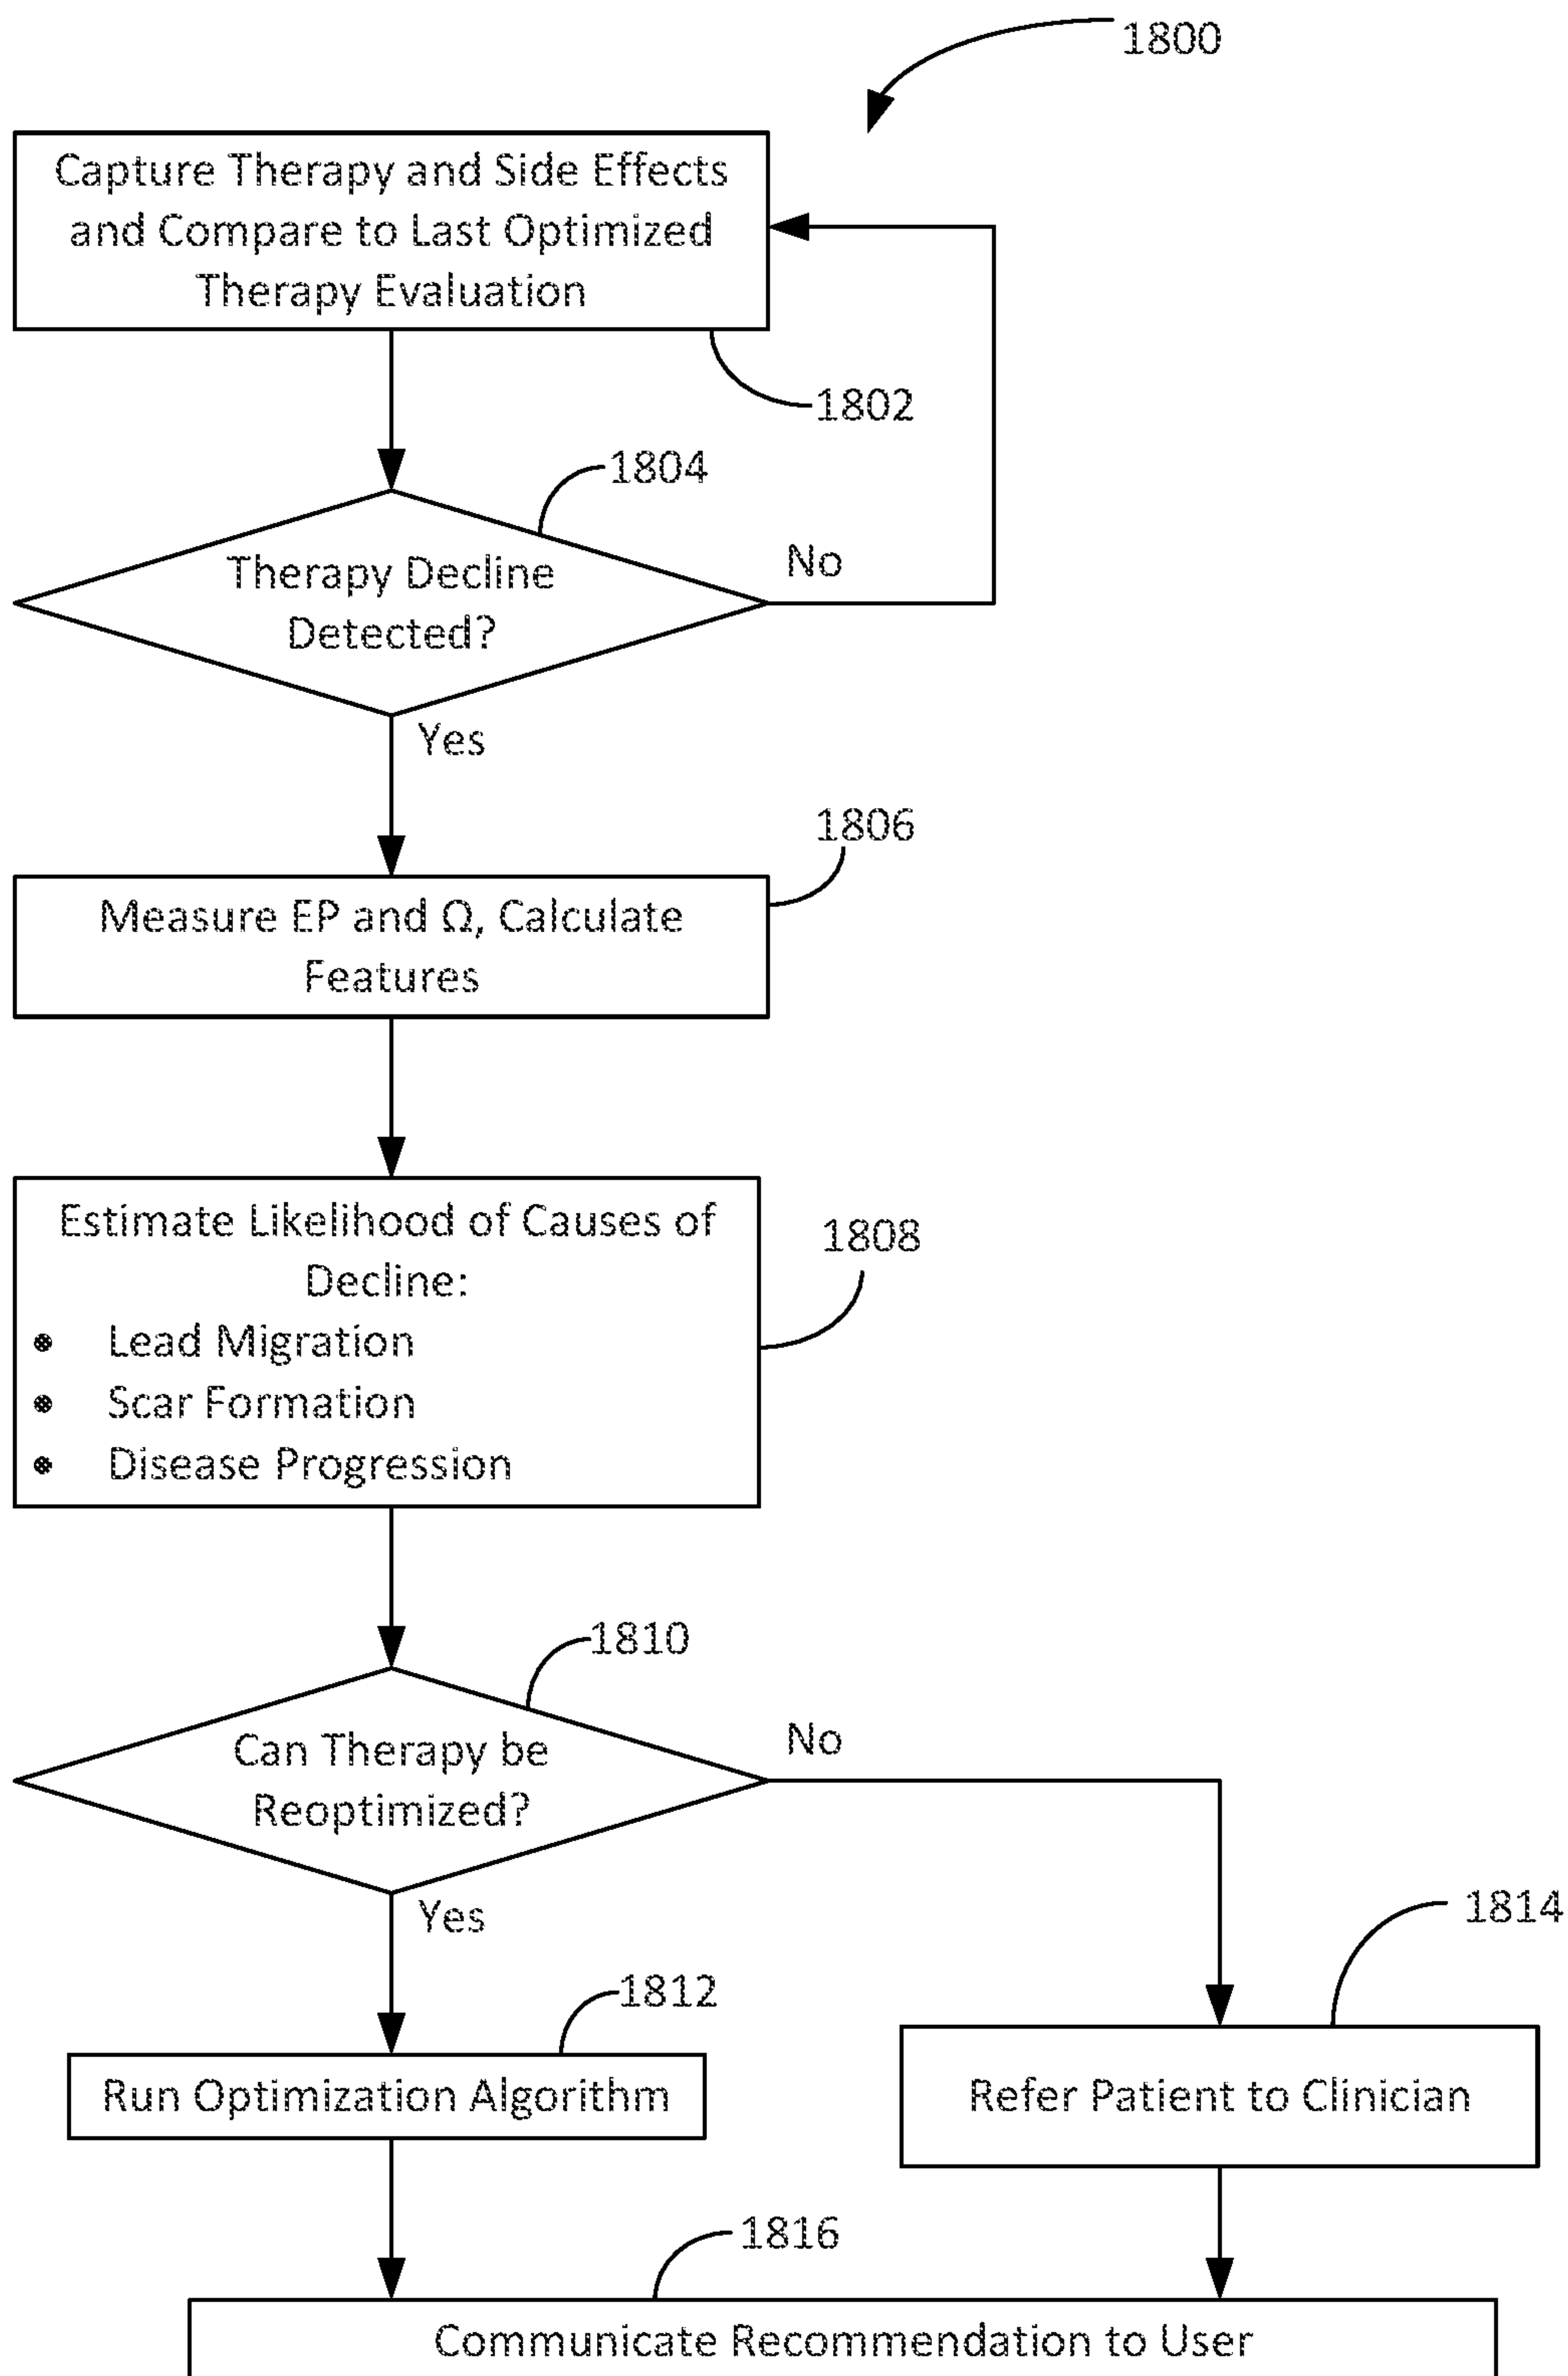 1800
Capture Therapy and Side Effects
and Compare to Last Optimized
Therapy Evaluation
1802
1804
Therapy Decline
Detected?
No
Yes
1806
Measure EP and Ω, Calculate
Features
Estimate Likelihood of Causes of
Decline:
• Lead Migration
• Scar Formation
• Disease Progression
1808
1810
Can Therapy be
Reoptimized?
No
Yes
1814
1812
Run Optimization Algorithm
Refer Patient to Clinician
1816
Communicate Recommendation to User